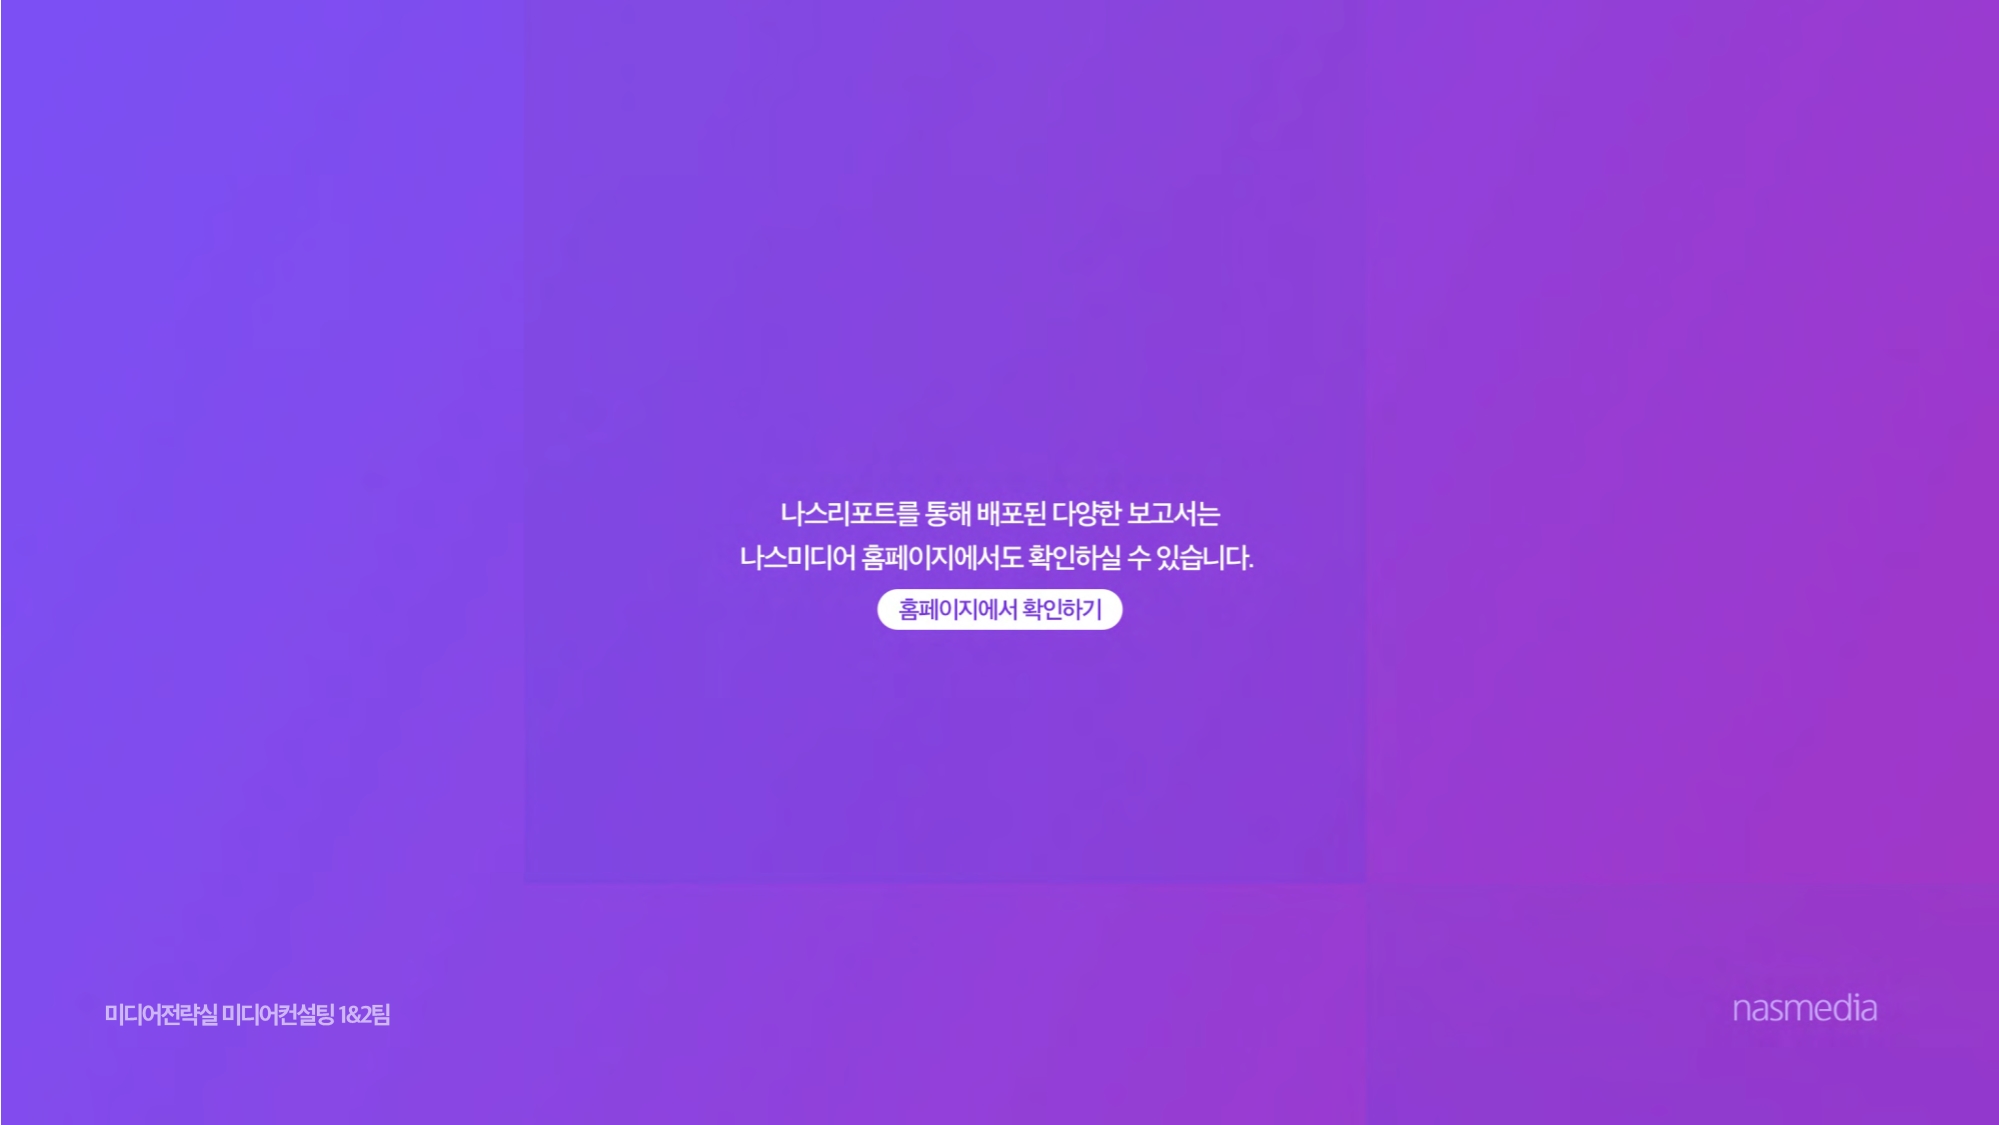 나스리포트를 통해 배포된 다양한 보고서는
나스미디어 홈페이지에서도 확인하실 수 있습니다.
홈페이지에서 확인하기
미디어전략실 미디어컨설팅 1&2팀
nasmedia